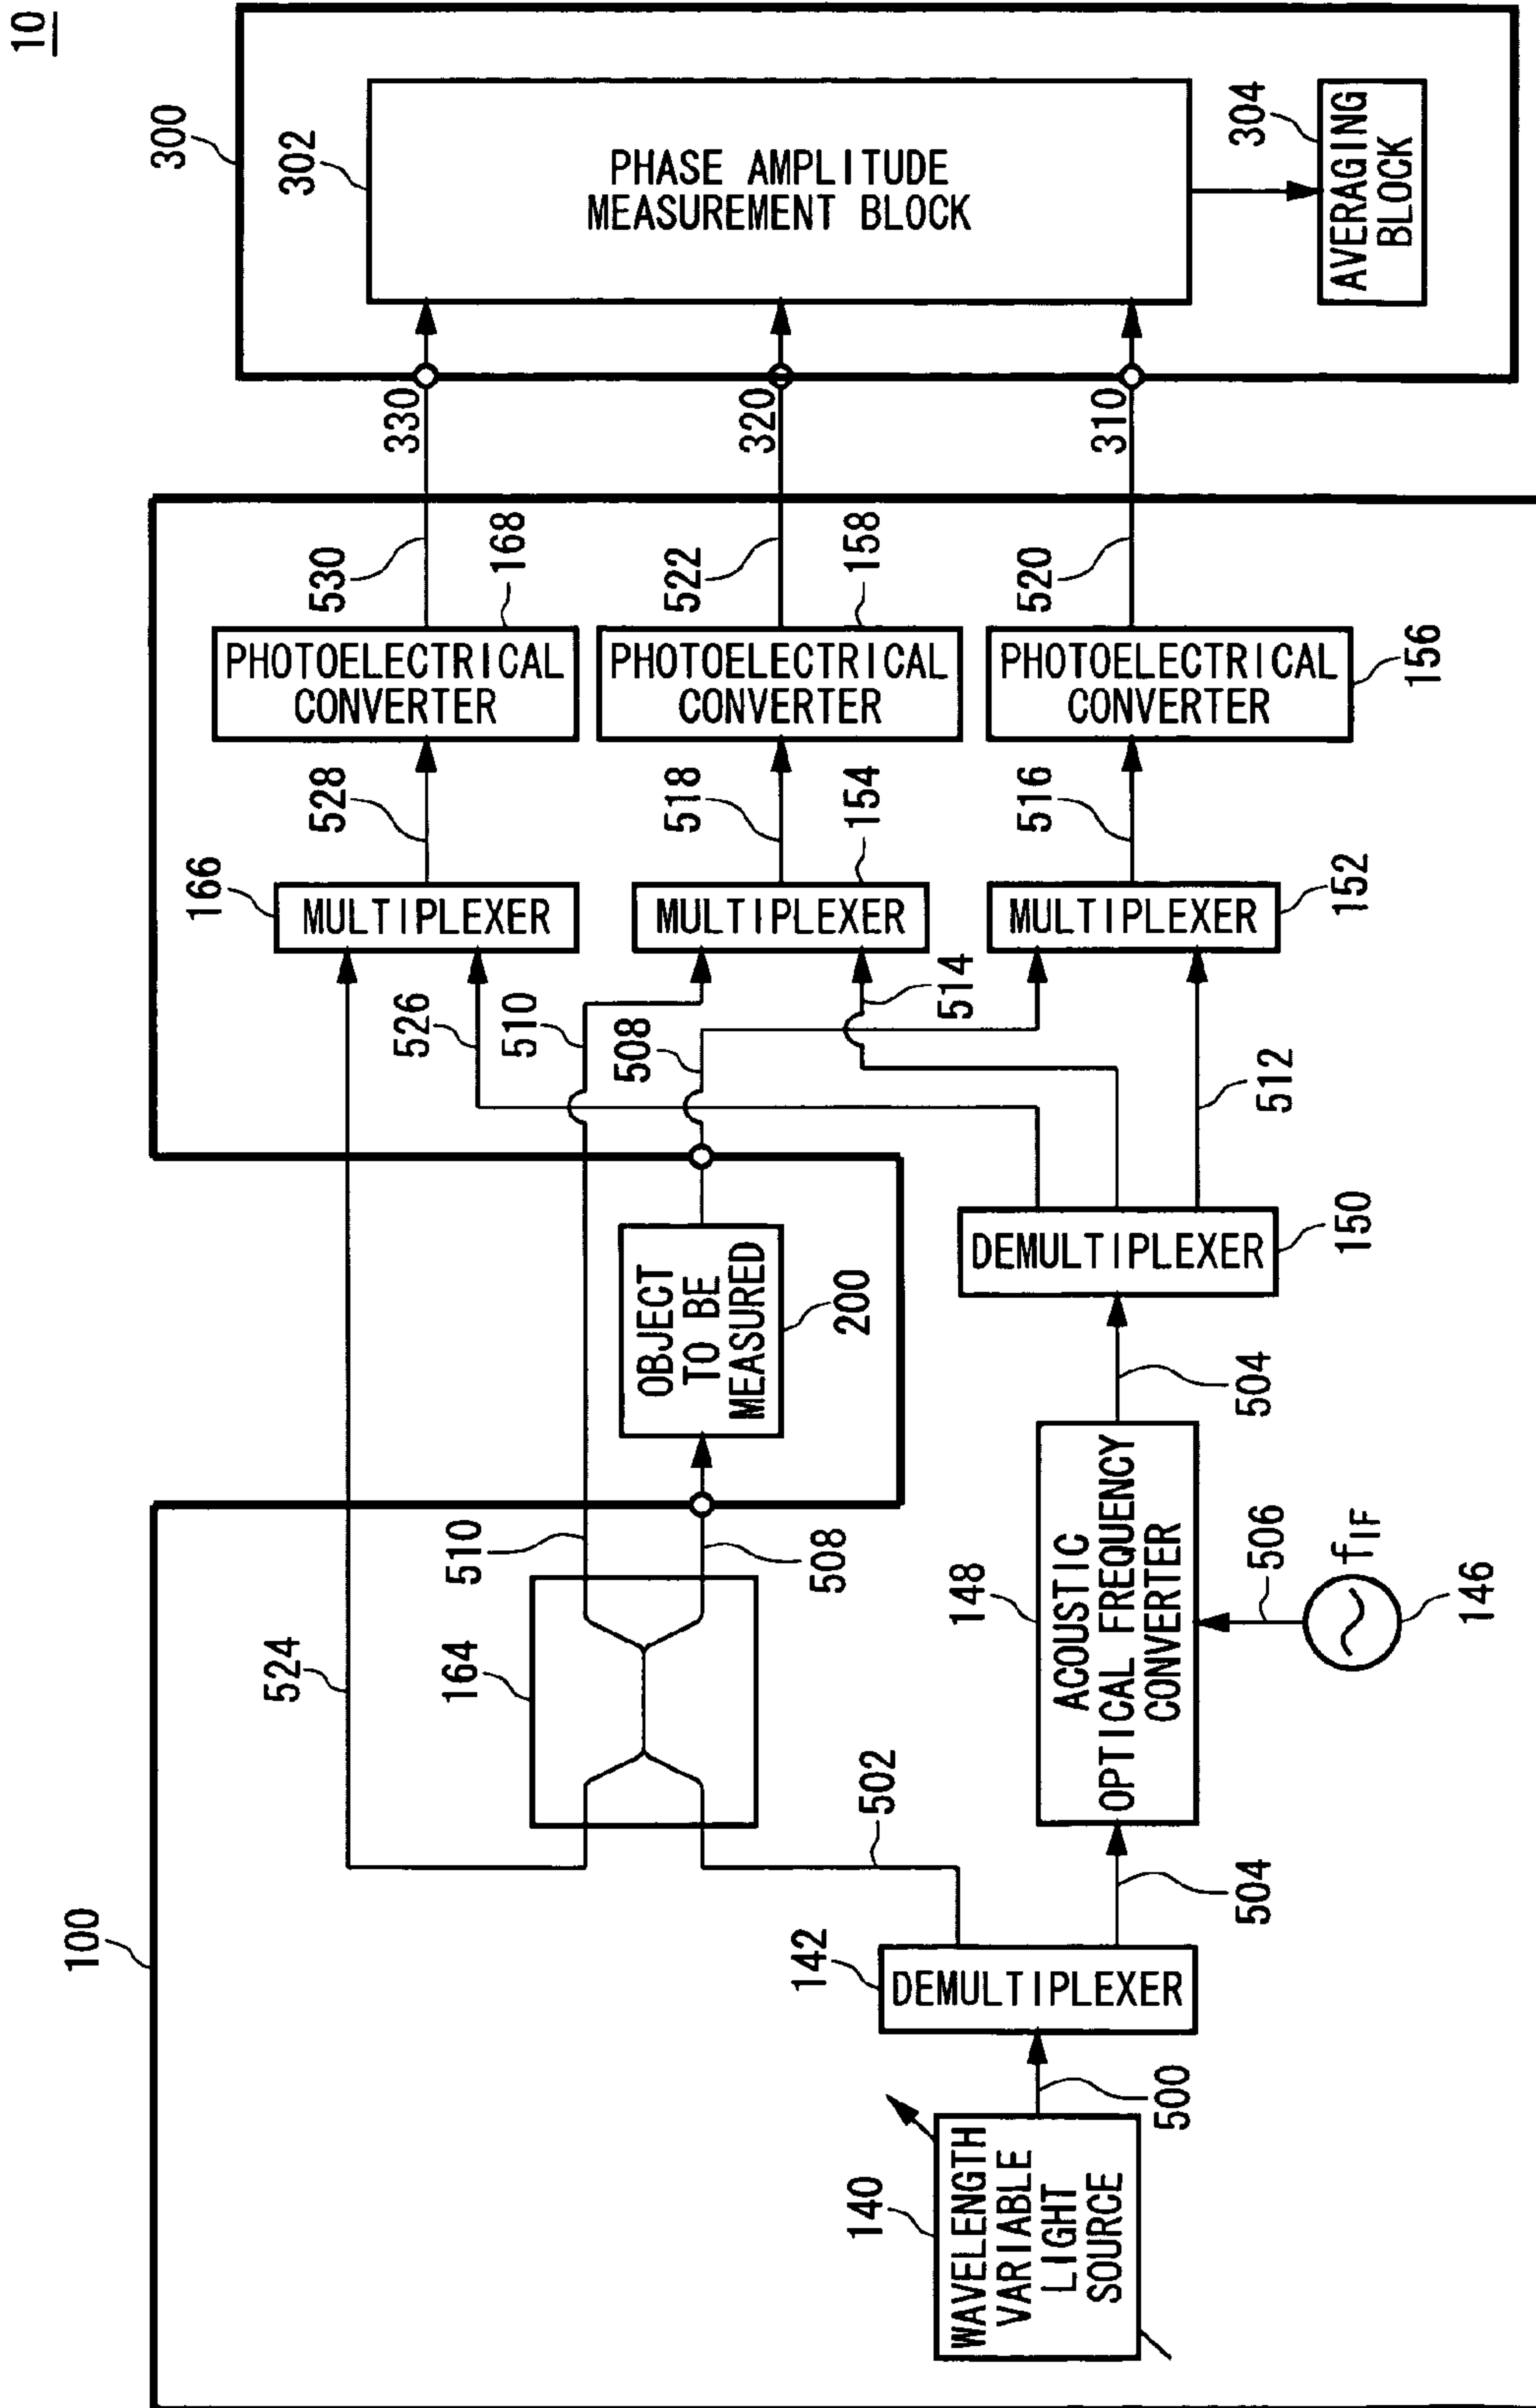 10
100
300
302
PHASE AMPLITUDE
MEASUREMENT BLOCK
304
AVERAGING
BLOCK
330
320
310
530
168
522
158
520
156
PHOTOELECTRICAL
CONVERTER
PHOTOELECTRICAL
CONVERTER
PHOTOELECTRICAL
CONVERTER
528
518
516
166
154
152
MULTIPLEXER
MULTIPLEXER
MULTIPLEXER
526
510
508
514
512
OBJECT
TO BE
MEASURED
200
DEMULTIPLEXER
150
524
164
510
508
504
148
ACOUSTIC
OPTICAL FREQUENCY
CONVERTER
506
fIF
146
502
504
142
DEMULTIPLEXER
500
140
WAVELENGTH
VARIABLE
LIGHT
SOURCE